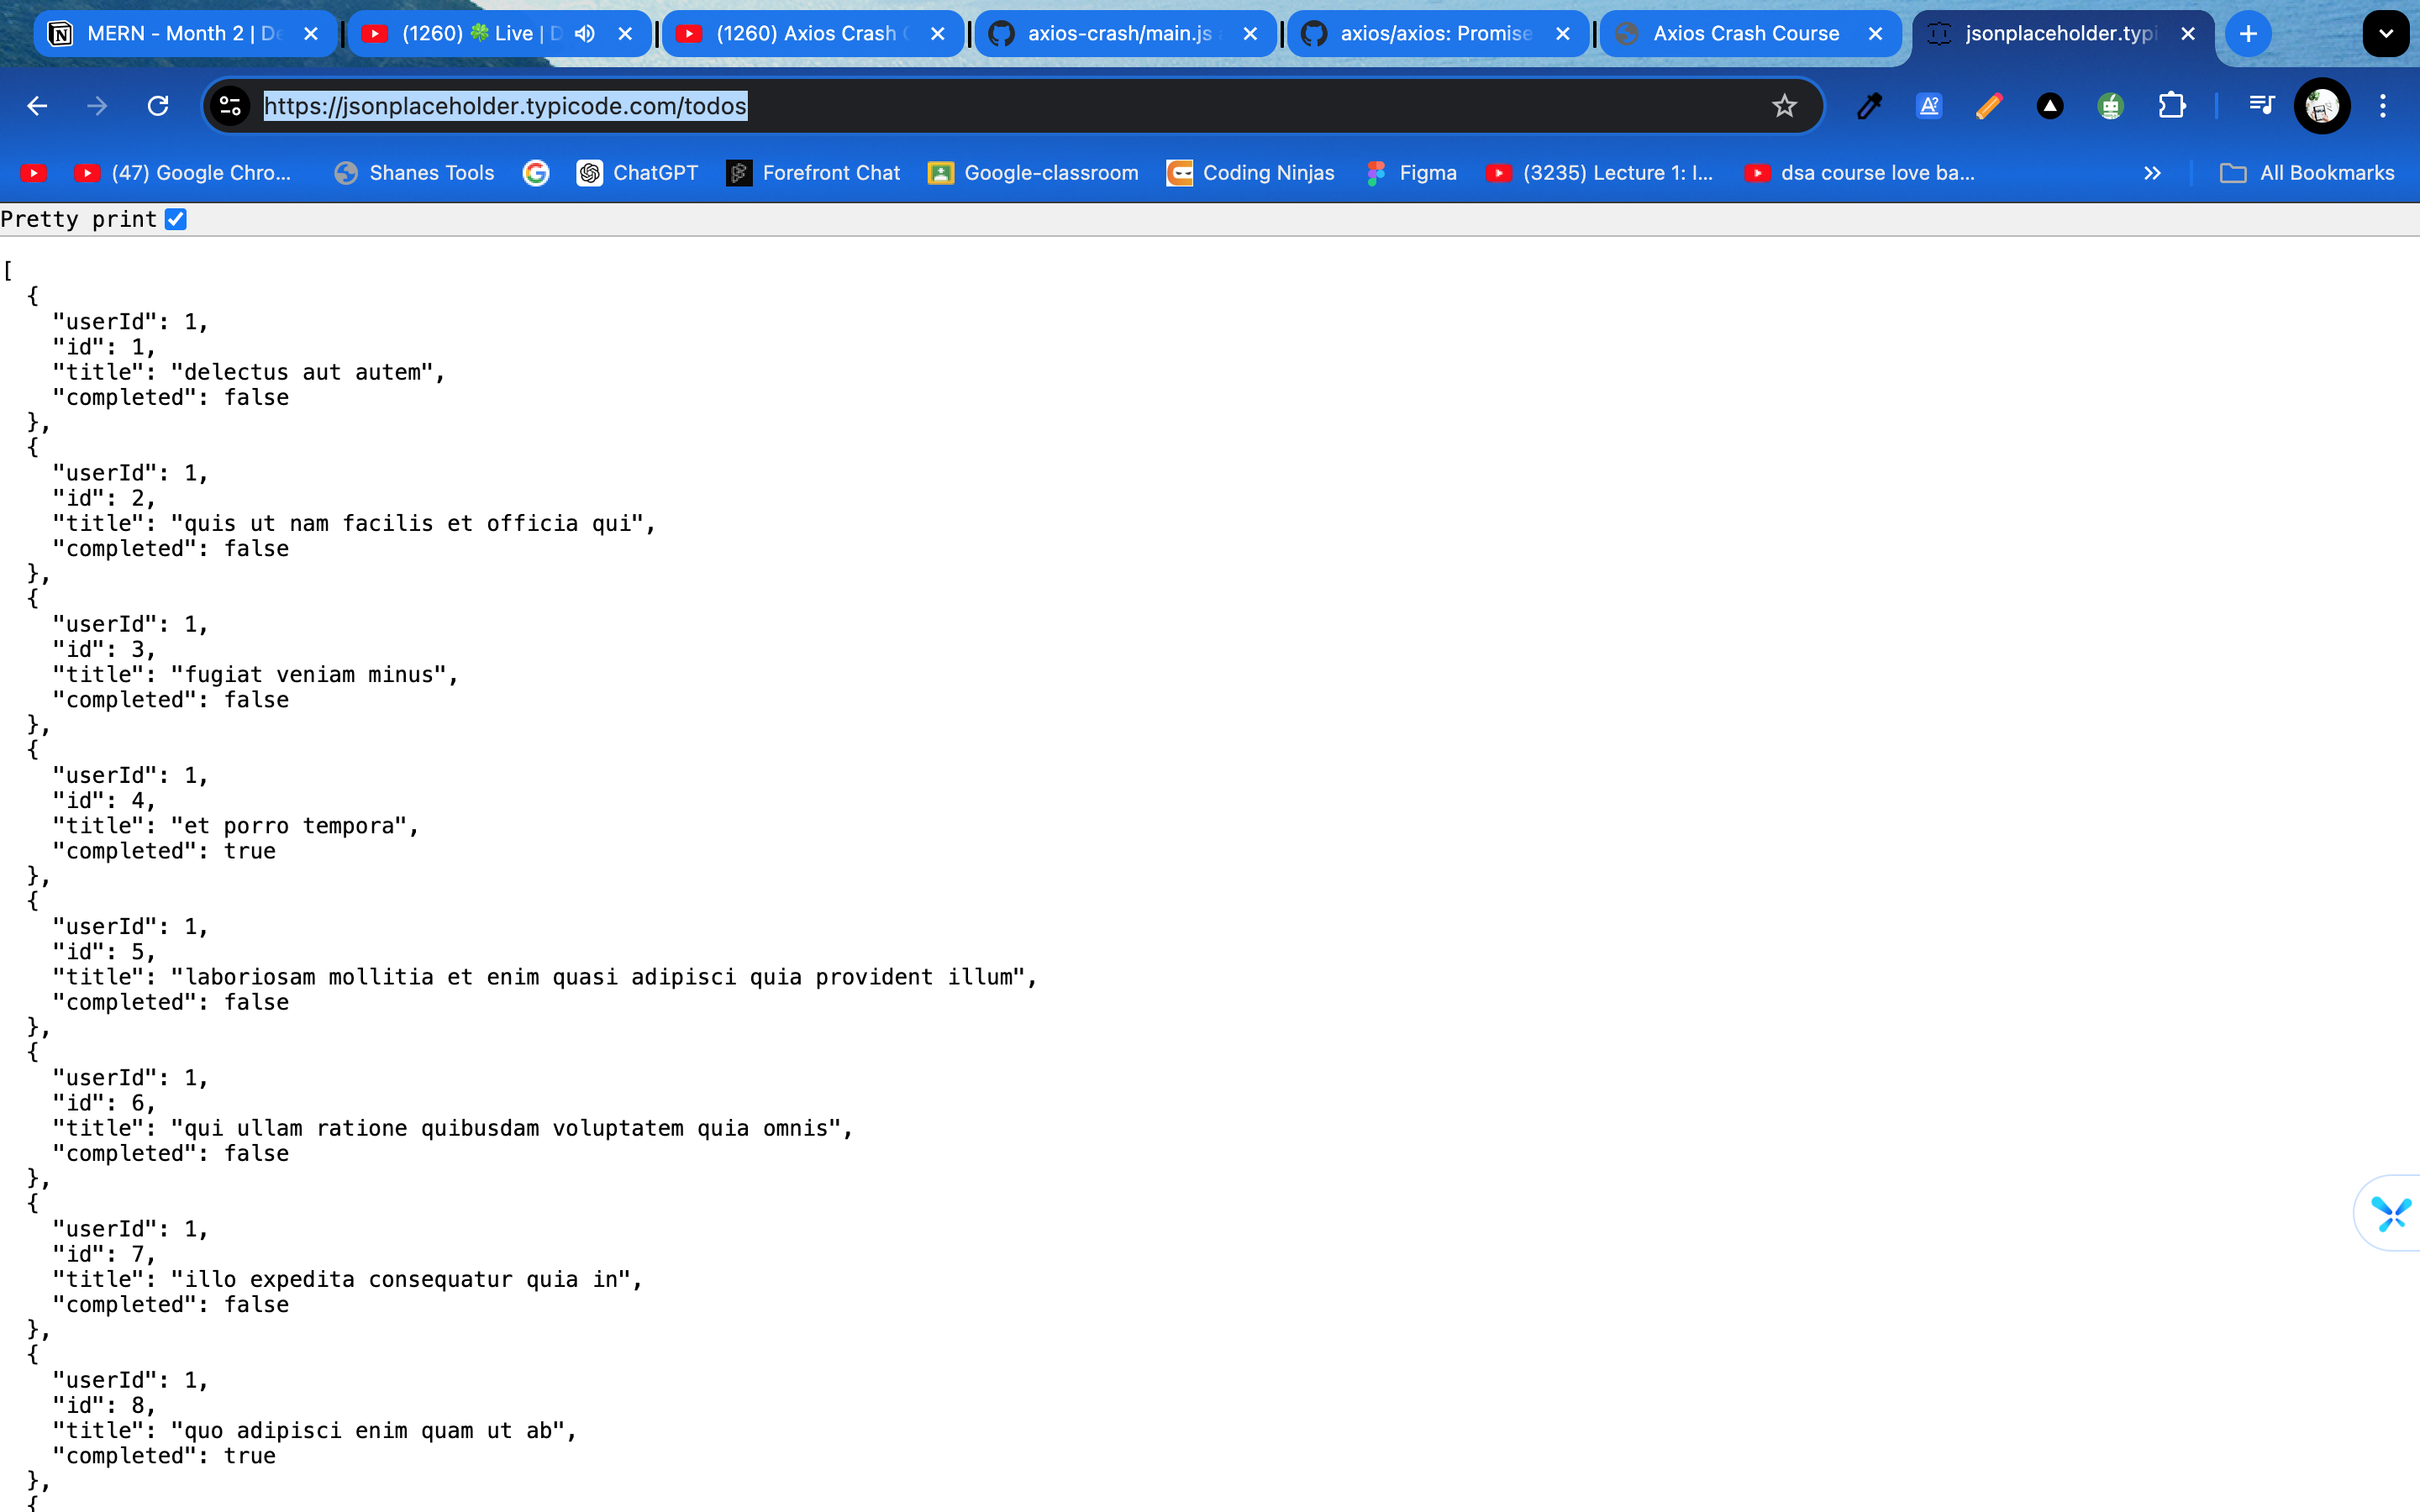 MERN - Month 2 | De
(1260) 🍀 Live | D
(1260) Axios Crash C
axios-crash/main.js
axios/axios: Promise
Axios Crash Course
jsonplaceholder.typi
https://jsonplaceholder.typicode.com/todos
(47) Google Chro...
Shanes Tools
ChatGPT
Forefront Chat
Google-classroom
Coding Ninjas
Figma
(3235) Lecture 1: I...
dsa course love ba...
All Bookmarks
Pretty print
[
{
"userId": 1,
"id": 1,
"title": "delectus aut autem",
"completed": false
},
{
"userId": 1,
"id": 2,
"title": "quis ut nam facilis et officia qui",
"completed": false
},
{
"userId": 1,
"id": 3,
"title": "fugiat veniam minus",
"completed": false
},
{
"userId": 1,
"id": 4,
"title": "et porro tempora",
"completed": true
},
{
"userId": 1,
"id": 5,
"title": "laboriosam mollitia et enim quasi adipisci quia provident illum",
"completed": false
},
{
"userId": 1,
"id": 6,
"title": "qui ullam ratione quibusdam voluptatem quia omnis",
"completed": false
},
{
"userId": 1,
"id": 7,
"title": "illo expedita consequatur quia in",
"completed": false
},
{
"userId": 1,
"id": 8,
"title": "quo adipisci enim quam ut ab",
"completed": true
},
{